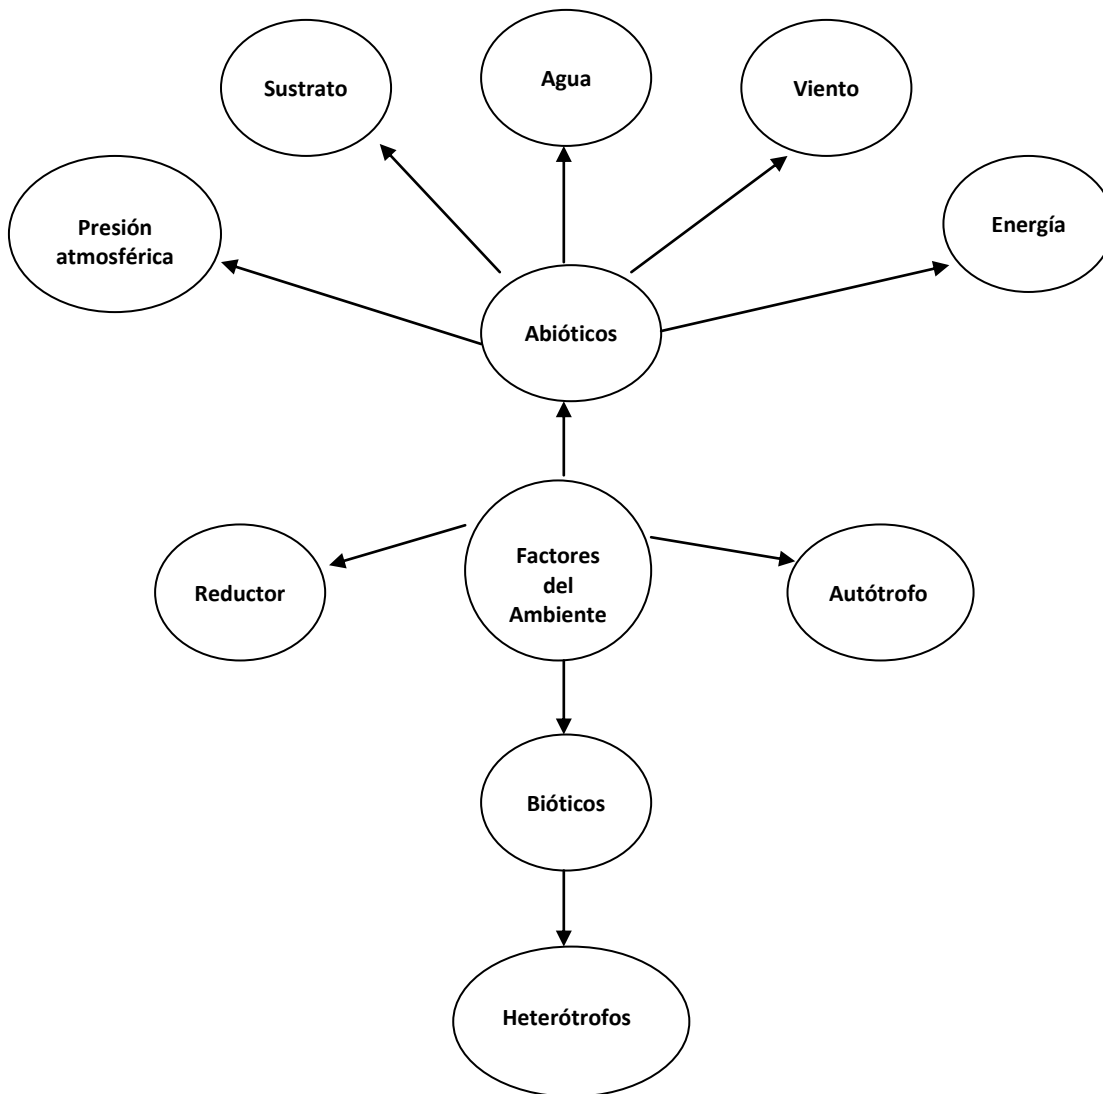 Sustrato
Agua
Viento
Presión
atmosférica
Energía
Abióticos
Factores
del
Ambiente
Reductor
Autótrofo
Bióticos
Heterótrofos